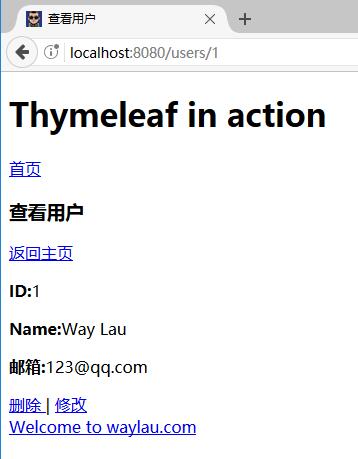 查看用户
localhost:8080/users/1
Thymeleaf in action
首页
查看用户
返回主页
ID:1
Name:Way Lau
邮箱:123@qq.com
删除 | 修改
Welcome to waylau.com